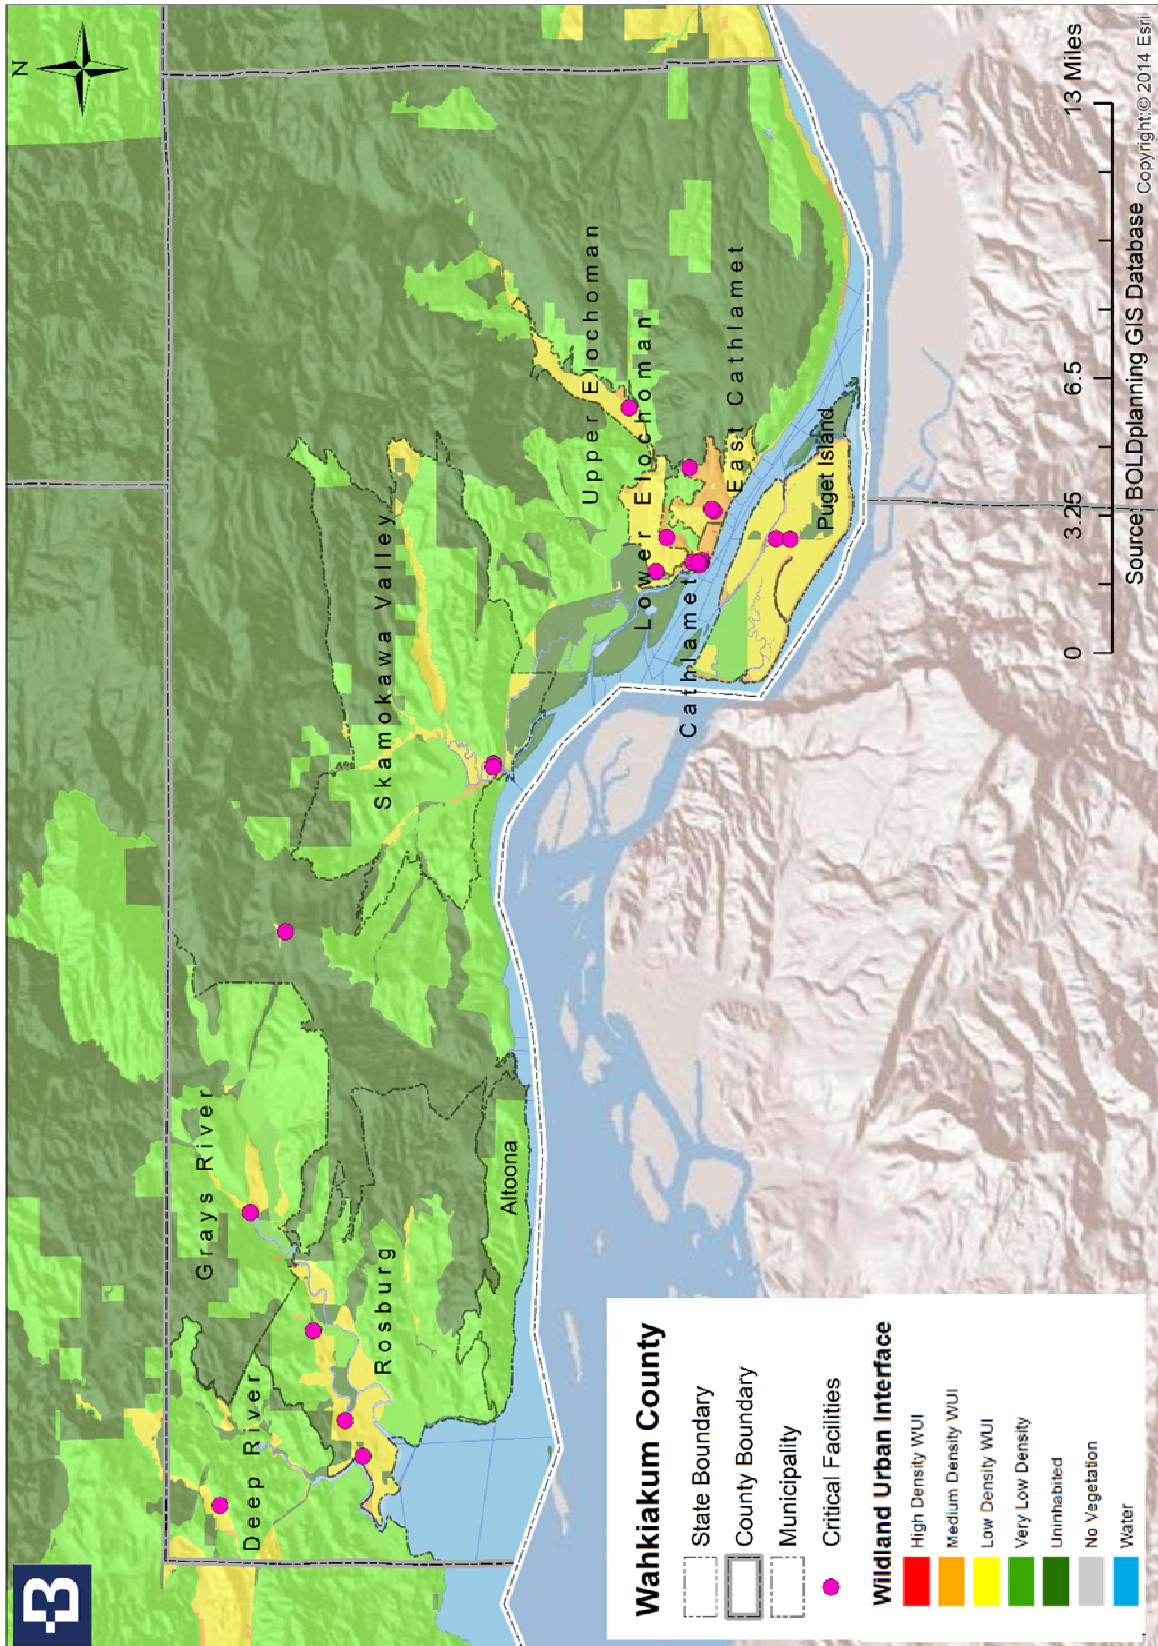 N
Grays River
Deep River
Rosburg
Altoona
Skamokawa Valley
Upper Elochoman
Lower Elochoman
East Cathlamet
Cathlamet
Puget Island
Wahkiakum County
State Boundary
County Boundary
Municipality
Critical Facilities
Wildland Urban Interface
High Density WUI
Medium Density WUI
Low Density WUI
Very Low Density
Uninhabited
No Vegetation
Water
0 3.25 6.5 13 Miles
Source: BOLDplanning GIS Database Copyright:© 2014 Esri